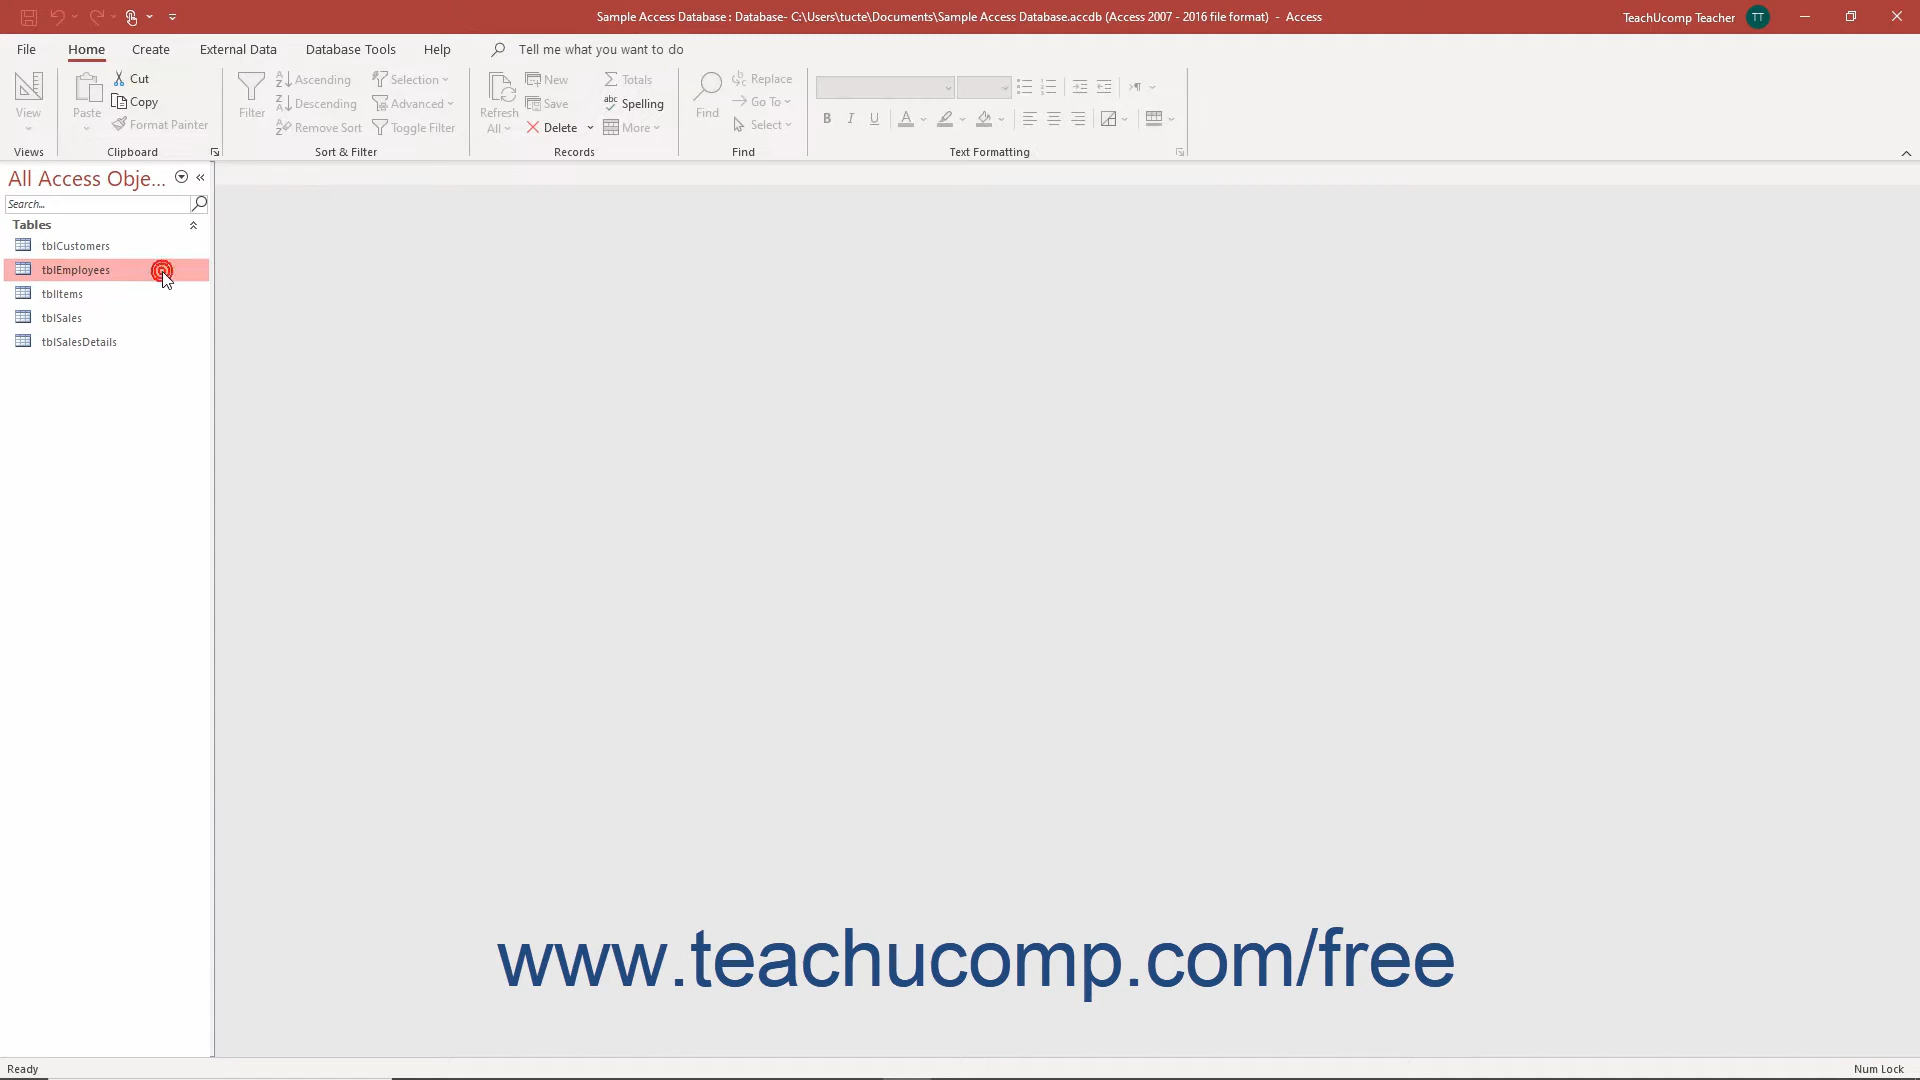 Sample Access Database : Database- C:\Users\tucte\Documents\Sample Access Database.accdb (Access 2007 - 2016 file format) - Access
TeachUcomp Teacher TT
File Home Create External Data Database Tools Help Tell me what you want to do
View
Views
Paste
Cut
Copy
Format Painter
Clipboard
Filter
Ascending
Descending
Remove Sort
Selection
Advanced
Toggle Filter
Sort & Filter
Refresh
All
New
Save
Delete
Totals
Spelling
More
Records
Find
Replace
Go To
Select
Find
B I U A
Text Formatting
All Access Obje...
Search...
Tables
tblCustomers
tblEmployees
tblItems
tblSales
tblSalesDetails
www.teachucomp.com/free
Ready
Num Lock